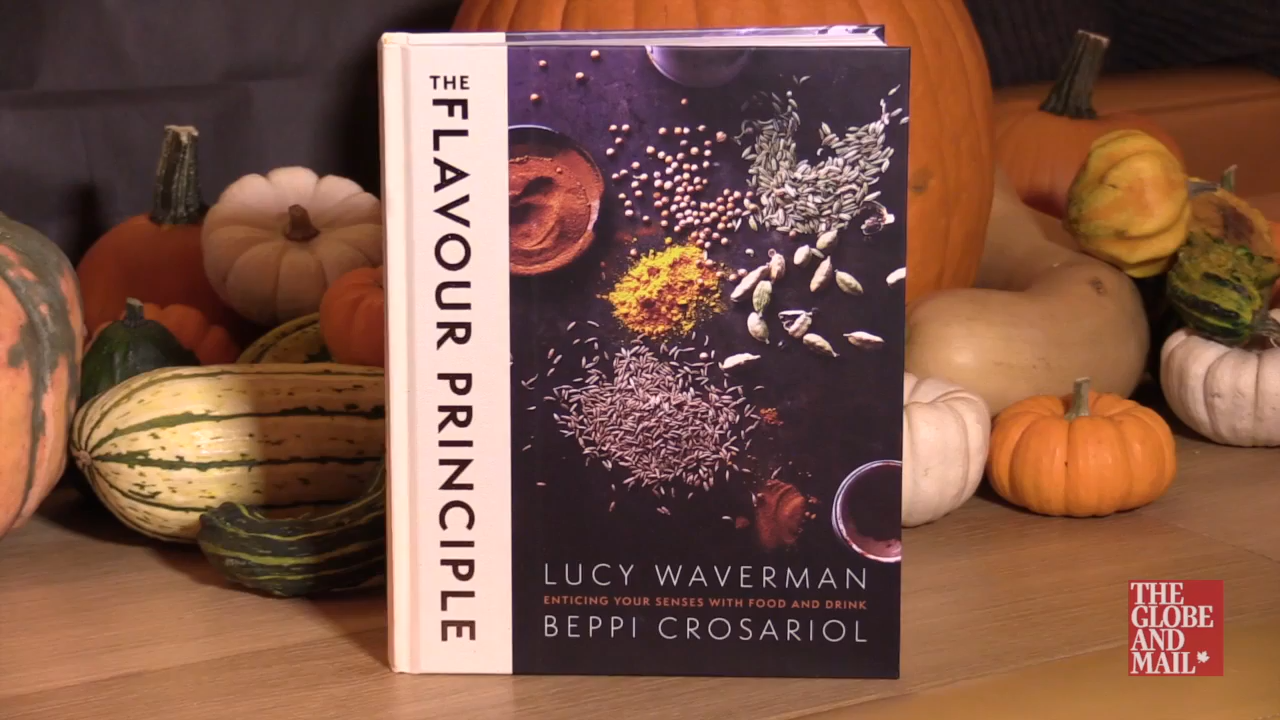 THE
FLAVOUR PRINCIPLE
LUCY WAVERMAN
ENTICING YOUR SENSES WITH FOOD AND DRINK
BEPPI CROSARIOL
THE
GLOBE
AND
MAIL